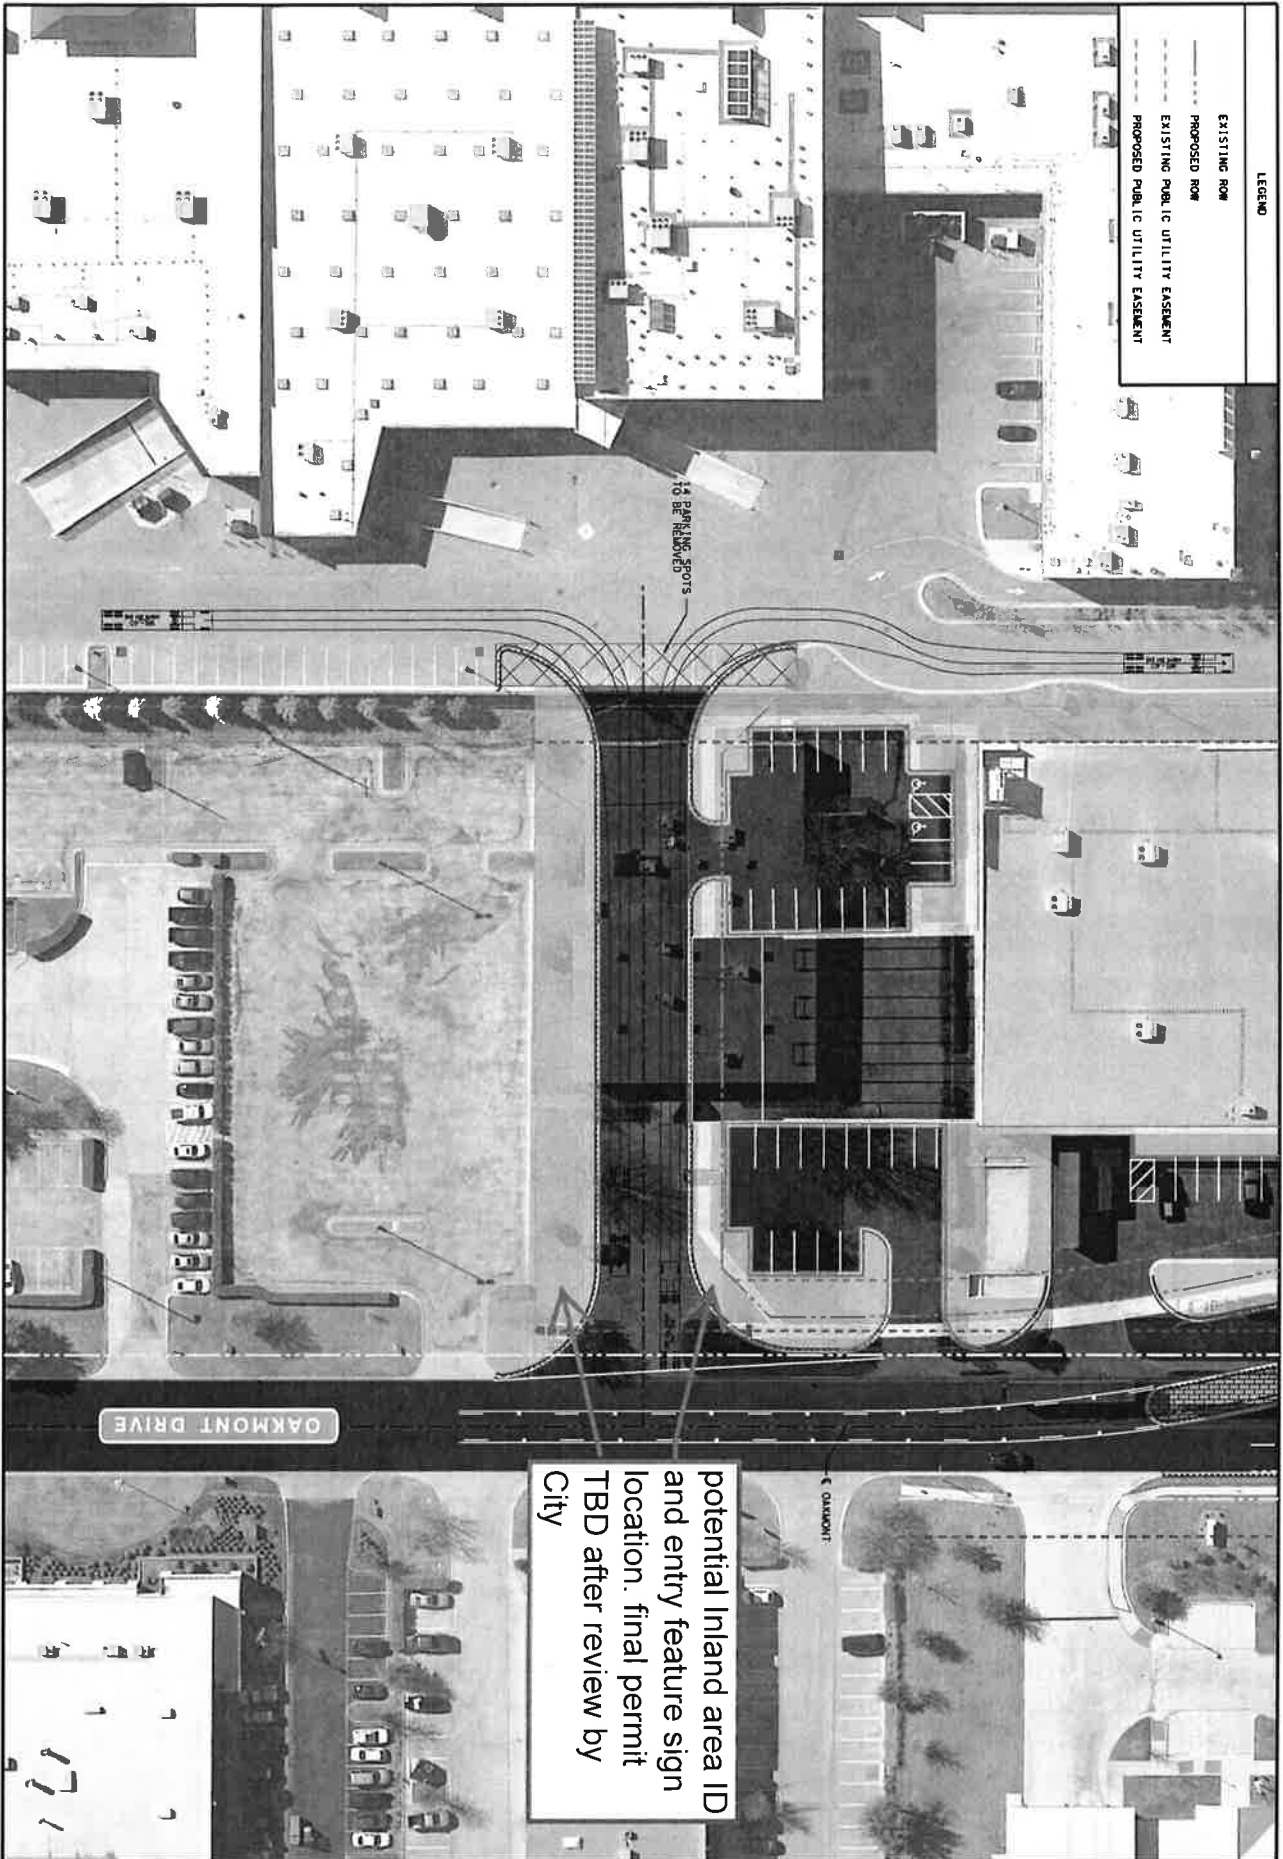 LEGEND
EXISTING ROW
PROPOSED ROW
EXISTING PUBLIC UTILITY EASEMENT
PROPOSED PUBLIC UTILITY EASEMENT
14 PARKING SPOTS
TO BE REMOVED
OAKMONT DRIVE
OAKMONT
potential Inland area ID
and entry feature sign
location. final permit
TBD after review by
City